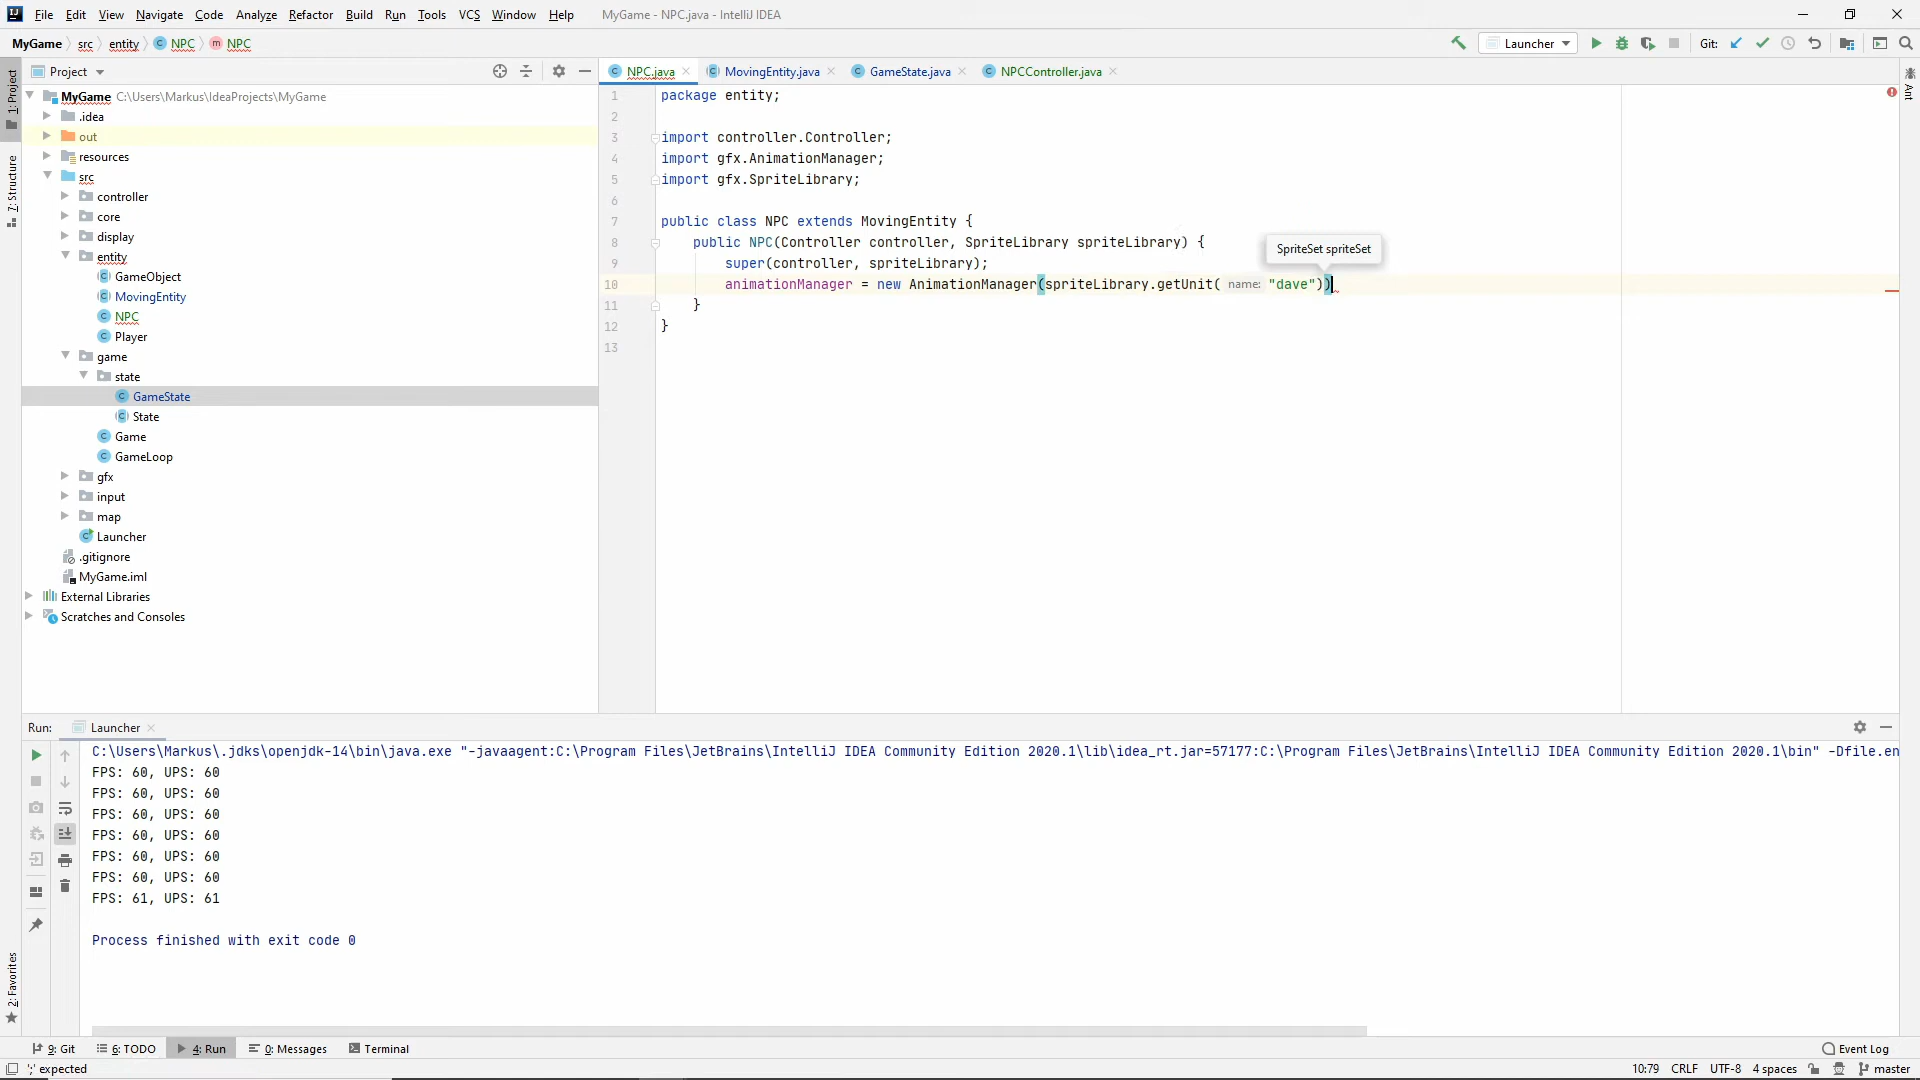 File Edit View Navigate Code Analyze Refactor Build Run Tools VCS Window Help MyGame - NPC.java - IntelliJ IDEA
MyGame src entity NPC NPC Launcher Git:
1: Project
7: Structure
2: Favorites
Ant
Project
MyGame C:\Users\Markus\IdeaProjects\MyGame
.idea
out
resources
src
controller
core
display
entity
GameObject
MovingEntity
NPC
Player
game
state
GameState
State
Game
GameLoop
gfx
input
map
Launcher
.gitignore
MyGame.iml
External Libraries
Scratches and Consoles
NPC.java MovingEntity.java GameState.java NPCController.java
1 package entity;
2
3 import controller.Controller;
4 import gfx.AnimationManager;
5 import gfx.SpriteLibrary;
6
7 public class NPC extends MovingEntity {
8 public NPC(Controller controller, SpriteLibrary spriteLibrary) {
SpriteSet spriteSet
9 super(controller, spriteLibrary);
10 animationManager = new AnimationManager(spriteLibrary.getUnit( name: "dave"))
11 }
12 }
13
Run: Launcher
C:\Users\Markus\.jdks\openjdk-14\bin\java.exe "-javaagent:C:\Program Files\JetBrains\IntelliJ IDEA Community Edition 2020.1\lib\idea_rt.jar=57177:C:\Program Files\JetBrains\IntelliJ IDEA Community Edition 2020.1\bin" -Dfile.en
FPS: 60, UPS: 60
FPS: 60, UPS: 60
FPS: 60, UPS: 60
FPS: 60, UPS: 60
FPS: 60, UPS: 60
FPS: 60, UPS: 60
FPS: 61, UPS: 61
Process finished with exit code 0
9: Git 6: TODO 4: Run 0: Messages Terminal Event Log
';' expected 10:79 CRLF UTF-8 4 spaces master